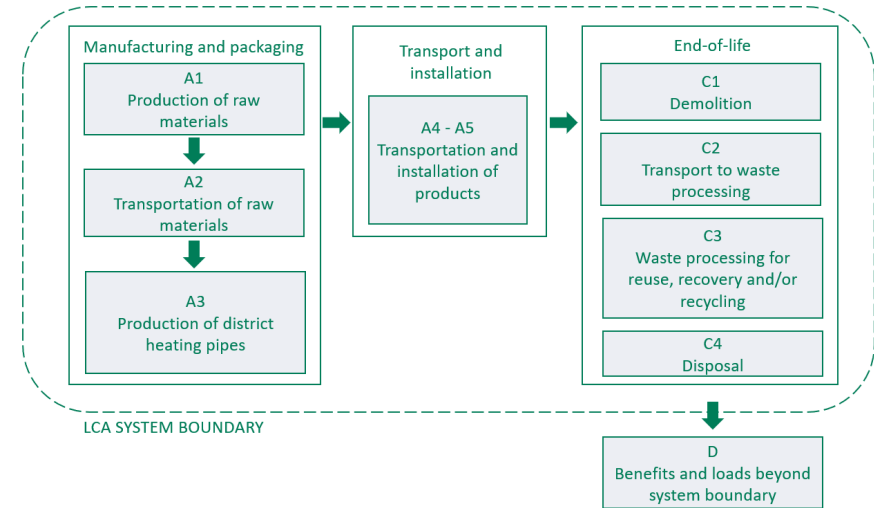 Manufacturing and packaging
A1
Production of raw
materials
A2
Transportation of raw
materials
A3
Production of district
heating pipes
Transport and
installation
A4 - A5
Transportation and
installation of
products
End-of-life
C1
Demolition
C2
Transport to waste
processing
C3
Waste processing for
reuse, recovery and/or
recycling
C4
Disposal
LCA SYSTEM BOUNDARY
D
Benefits and loads beyond
system boundary